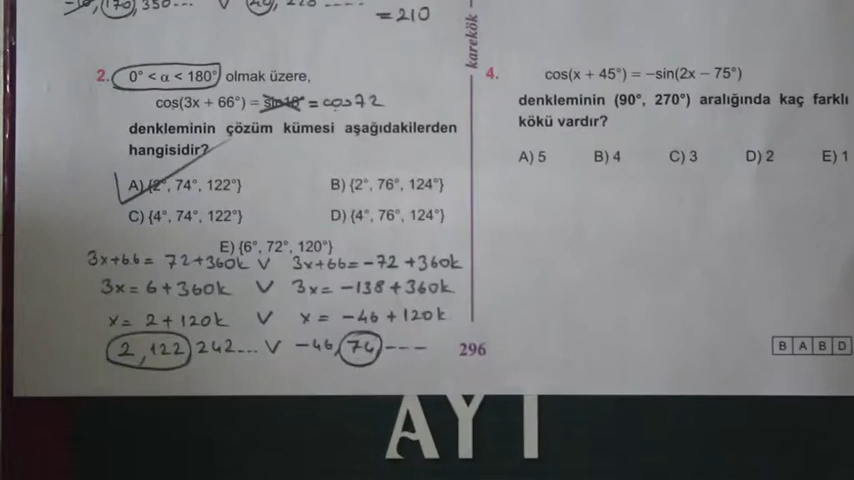 170, 350... V 220 ....
= 210
karekök
2. 0° < α < 180° olmak üzere,
cos(3x + 66°) = sin18° = cos72
denkleminin çözüm kümesi aşağıdakilerden
hangisidir?
A) {2°, 74°, 122°} B) {2°, 76°, 124°}
C) {4°, 74°, 122°} D) {4°, 76°, 124°}
E) {6°, 72°, 120°}
3x+66= 72+360k V 3x+66=-72+360k
3x= 6+360k V 3x= -138+360k
x= 2+120k V x= -46+120k
2, 122, 242... V -46, 74, ---
296
4. cos(x + 45°) = –sin(2x – 75°)
denkleminin (90°, 270°) aralığında kaç farklı
kökü vardır?
A) 5 B) 4 C) 3 D) 2 E) 1
B A B D
AYT